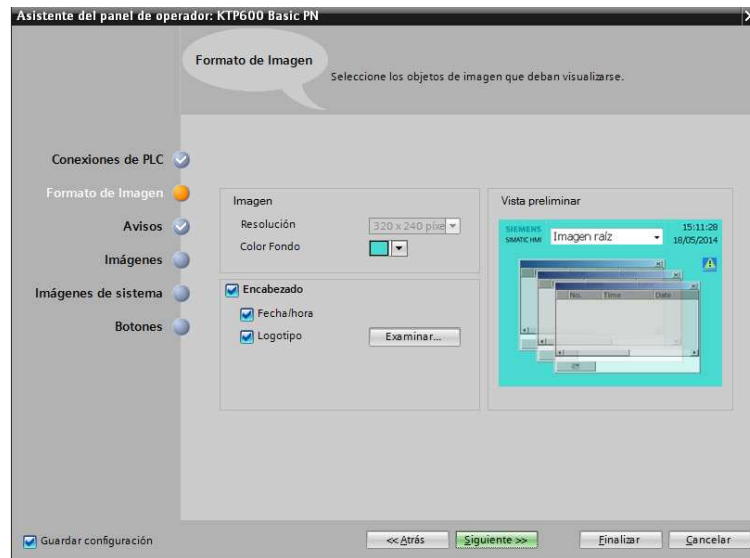 Asistente del panel de operador: KTP600 Basic PN
Formato de Imagen
Seleccione los objetos de imagen que deban visualizarse.
Conexiones de PLC
Formato de Imagen
Avisos
Imágenes
Imágenes de sistema
Botones
Imagen
Resolución
320 x 240 píxe
Color Fondo
Encabezado
Fecha/hora
Logotipo
Examinar...
Vista preliminar
SIEMENS
SIMATIC HMI
Imagen raíz
15:11:28
18/05/2014
No. Time Date
Guardar configuración
<< Atrás
Siguiente >>
Finalizar
Cancelar